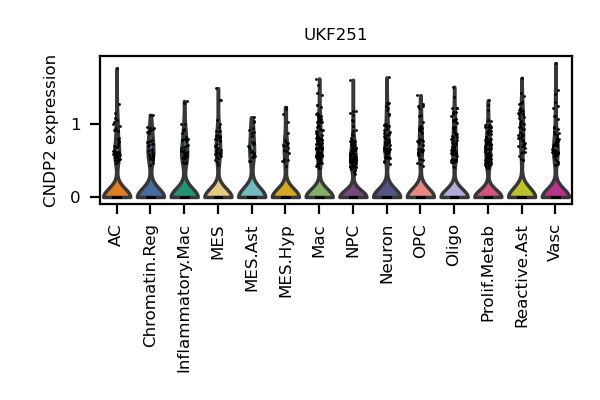 UKF251
CNDP2 expression
1
0
AC
Chromatin.Reg
Inflammatory.Mac
MES
MES.Ast
MES.Hyp
Mac
NPC
Neuron
OPC
Oligo
Prolif.Metab
Reactive.Ast
Vasc